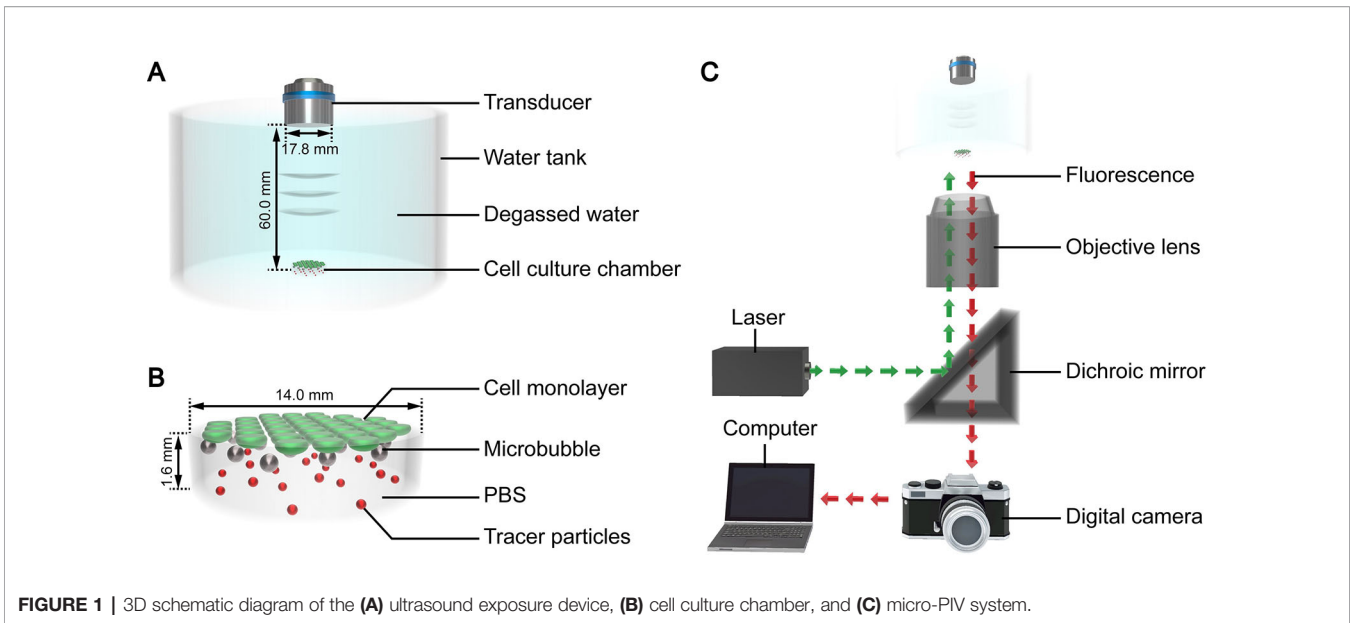 A
Transducer
17.8 mm
Water tank
60.0 mm
Degassed water
Cell culture chamber
B
Cell monolayer
14.0 mm
Microbubble
1.6 mm
PBS
Tracer particles
C
Fluorescence
Objective lens
Laser
Dichroic mirror
Computer
Digital camera
FIGURE 1 | 3D schematic diagram of the (A) ultrasound exposure device, (B) cell culture chamber, and (C) micro-PIV system.